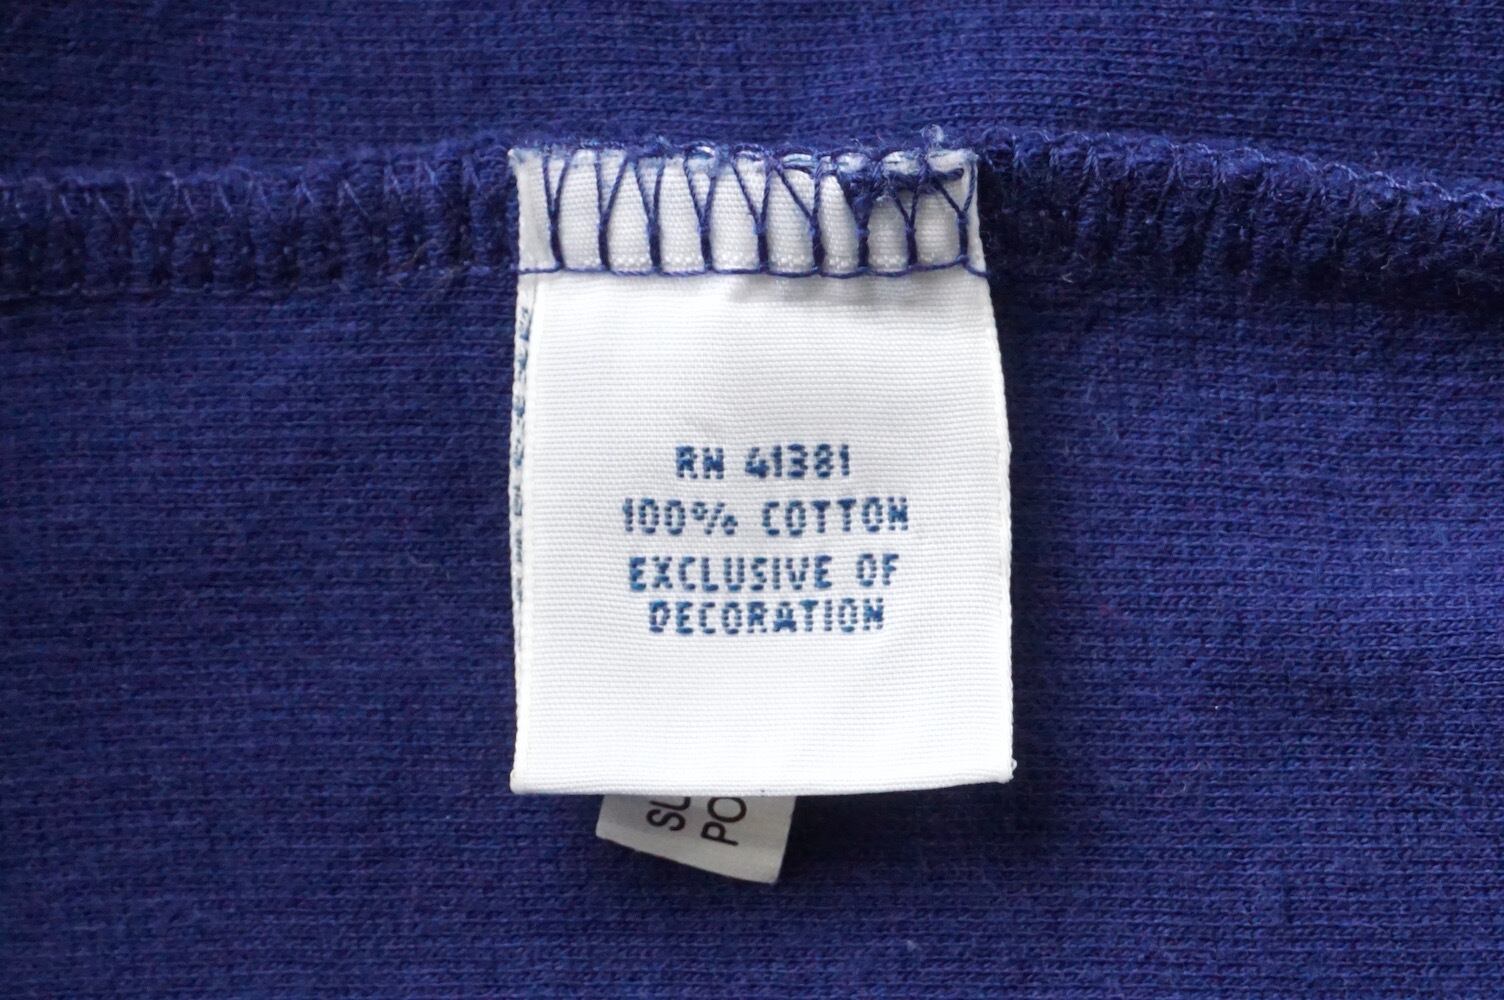 RN 41381
100% COTTON
EXCLUSIVE OF
DECORATION